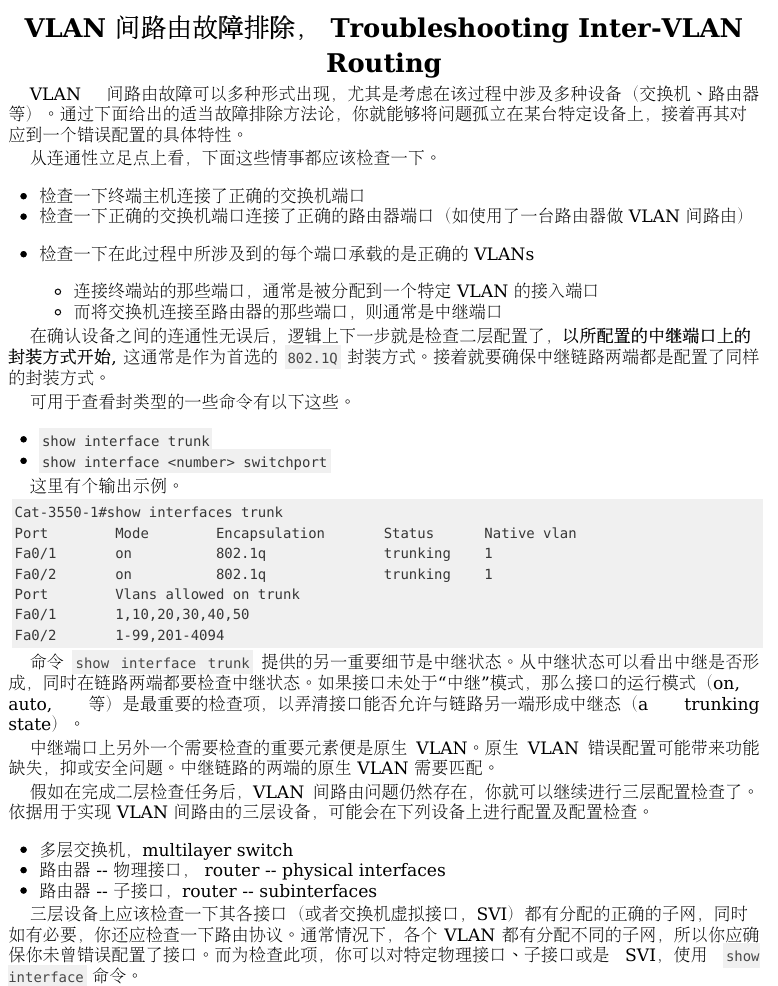 VLAN 间路由故障排除， Troubleshooting Inter-VLAN
Routing
VLAN 间路由故障可以多种形式出现，尤其是考虑在该过程中涉及多种设备（交换机、路由器
等）。通过下面给出的适当故障排除方法论，你就能够将问题孤立在某台特定设备上，接着再其对
应到一个错误配置的具体特性。
从连通性立足点上看，下面这些情事都应该检查一下。
• 检查一下终端主机连接了正确的交换机端口
• 检查一下正确的交换机端口连接了正确的路由器端口（如使用了一台路由器做 VLAN 间路由）
• 检查一下在此过程中所涉及到的每个端口承载的是正确的 VLANs
◦ 连接终端站的那些端口，通常是被分配到一个特定 VLAN 的接入端口
◦ 而将交换机连接至路由器的那些端口，则通常是中继端口
在确认设备之间的连通性无误后，逻辑上下一步就是检查二层配置了，以所配置的中继端口上的
封装方式开始, 这通常是作为首选的 802.1Q 封装方式。接着就要确保中继链路两端都是配置了同样
的封装方式。
可用于查看封类型的一些命令有以下这些。
• show interface trunk
• show interface <number> switchport
这里有个输出示例。
Cat-3550-1#show interfaces trunk
Port Mode Encapsulation Status Native vlan
Fa0/1 on 802.1q trunking 1
Fa0/2 on 802.1q trunking 1
Port Vlans allowed on trunk
Fa0/1 1,10,20,30,40,50
Fa0/2 1-99,201-4094
命令 show interface trunk 提供的另一重要细节是中继状态。从中继状态可以看出中继是否形
成，同时在链路两端都要检查中继状态。如果接口未处于“中继”模式，那么接口的运行模式（on,
auto, 等）是最重要的检查项，以弄清接口能否允许与链路另一端形成中继态（a trunking
state）。
中继端口上另外一个需要检查的重要元素便是原生 VLAN。原生 VLAN 错误配置可能带来功能
缺失，抑或安全问题。中继链路的两端的原生 VLAN 需要匹配。
假如在完成二层检查任务后，VLAN 间路由问题仍然存在，你就可以继续进行三层配置检查了。
依据用于实现 VLAN 间路由的三层设备，可能会在下列设备上进行配置及配置检查。
• 多层交换机，multilayer switch
• 路由器 -- 物理接口， router -- physical interfaces
• 路由器 -- 子接口，router -- subinterfaces
三层设备上应该检查一下其各接口（或者交换机虚拟接口，SVI）都有分配的正确的子网，同时
如有必要，你还应检查一下路由协议。通常情况下，各个 VLAN 都有分配不同的子网，所以你应确
保你未曾错误配置了接口。而为检查此项，你可以对特定物理接口、子接口或是 SVI，使用 show
interface 命令。